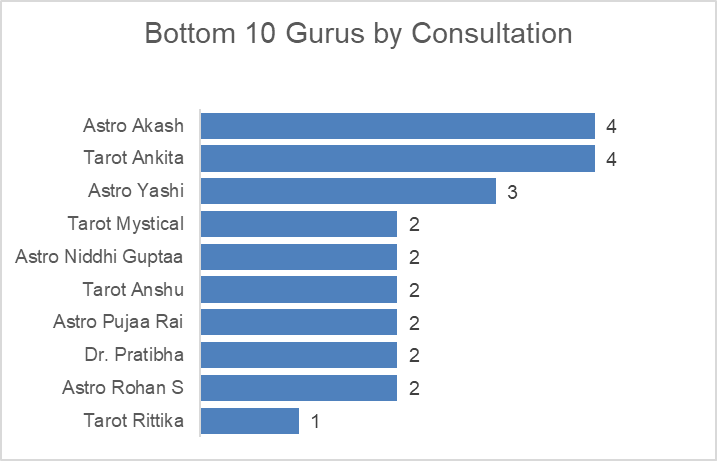 Bottom 10 Gurus by Consultation
Astro Akash 4
Tarot Ankita 4
Astro Yashi 3
Tarot Mystical 2
Astro Niddhi Guptaa 2
Tarot Anshu 2
Astro Pujaa Rai 2
Dr. Pratibha 2
Astro Rohan S 2
Tarot Rittika 1